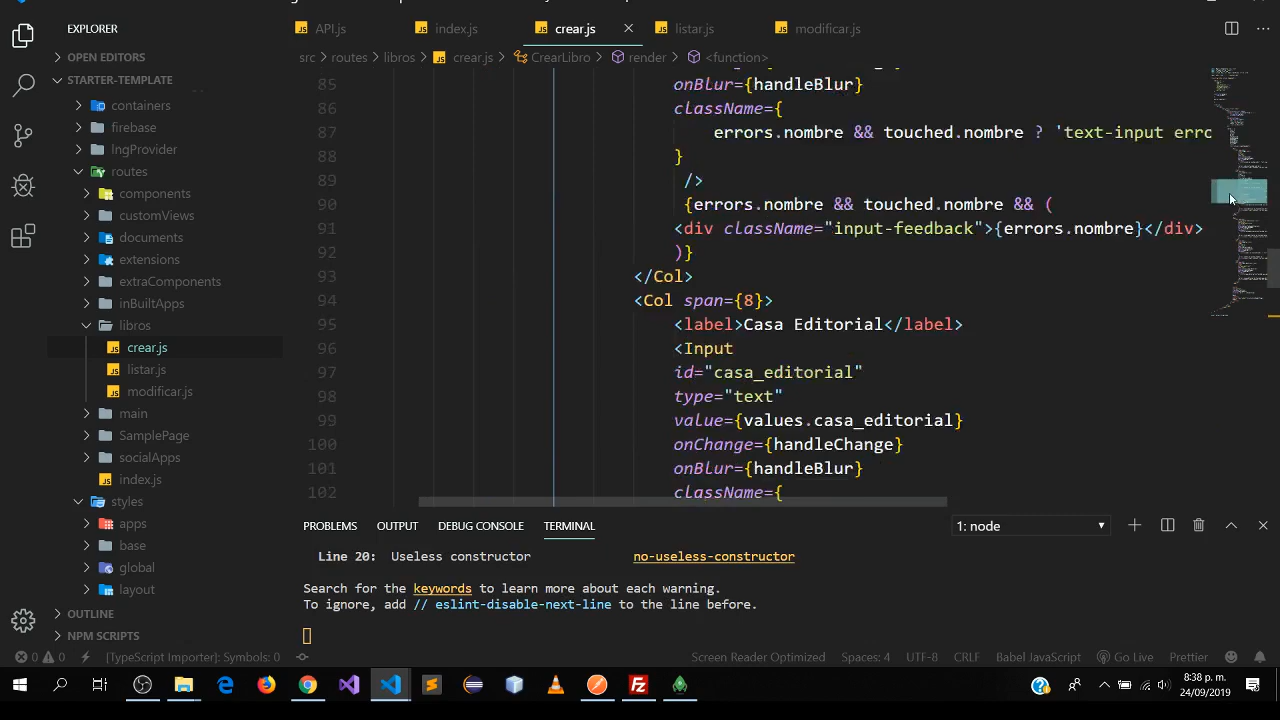 EXPLORER
OPEN EDITORS
STARTER-TEMPLATE
containers
firebase
lngProvider
routes
components
customViews
documents
extensions
extraComponents
inBuiltApps
libros
crear.js
listar.js
modificar.js
main
SamplePage
socialApps
index.js
styles
apps
base
global
layout
OUTLINE
NPM SCRIPTS
API.js
index.js
crear.js
listar.js
modificar.js
src > routes > libros > crear.js > CrearLibro > render > <function>
85 onBlur={handleBlur}
86 className={
87 errors.nombre && touched.nombre ? 'text-input erro
88 }
89 />
90 {errors.nombre && touched.nombre && (
91 <div className="input-feedback">{errors.nombre}</div>
92 )}
93 </Col>
94 <Col span={8}>
95 <label>Casa Editorial</label>
96 <Input
97 id="casa_editorial"
98 type="text"
99 value={values.casa_editorial}
100 onChange={handleChange}
101 onBlur={handleBlur}
102 className={
PROBLEMS OUTPUT DEBUG CONSOLE TERMINAL 1: node
Line 20: Useless constructor no-useless-constructor
Search for the keywords to learn more about each warning.
To ignore, add // eslint-disable-next-line to the line before.
0 0 [TypeScript Importer]: Symbols: 0 Screen Reader Optimized Spaces: 4 UTF-8 CRLF Babel JavaScript Go Live Prettier
8:38 p. m.
24/09/2019